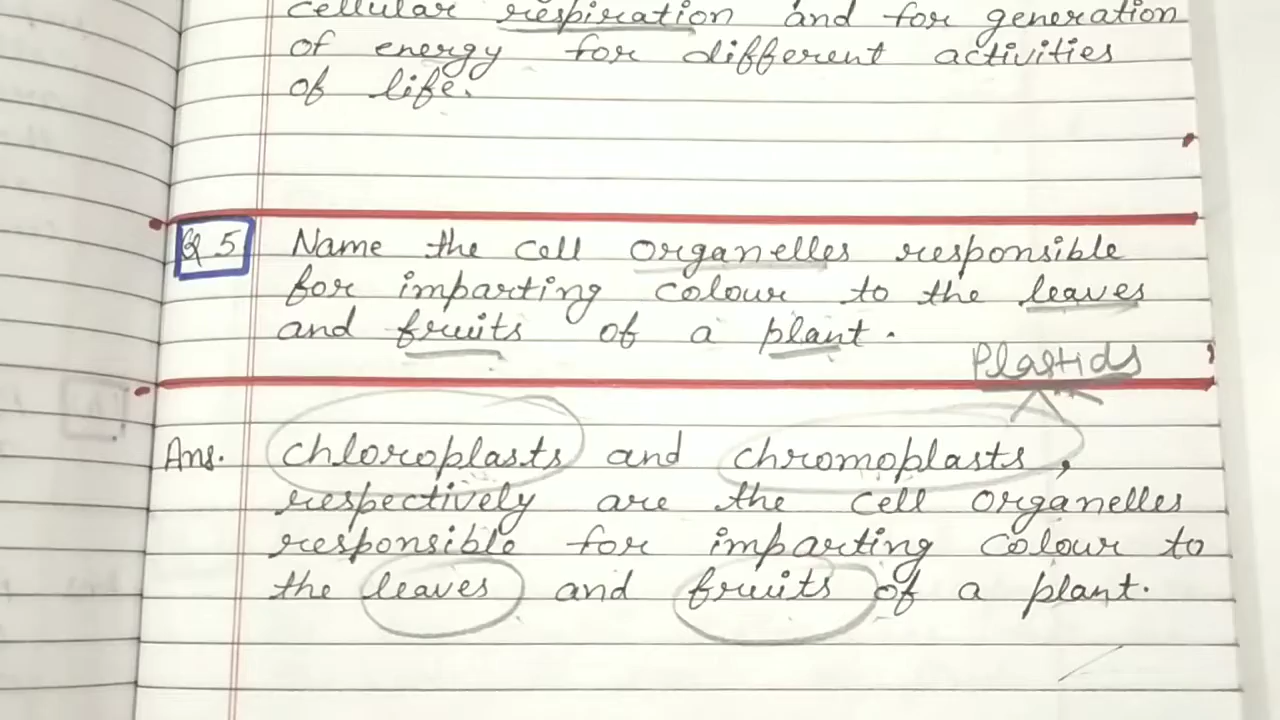 cellular respiration and for generation
of energy for different activities
of life.
Q 5 Name the cell organelles responsible
for imparting colour to the leaves
and fruits of a plant.
Plastids
Ans. chloroplasts and chromoplasts,
respectively are the cell organelles
responsible for imparting colour to
the leaves and fruits of a plant.